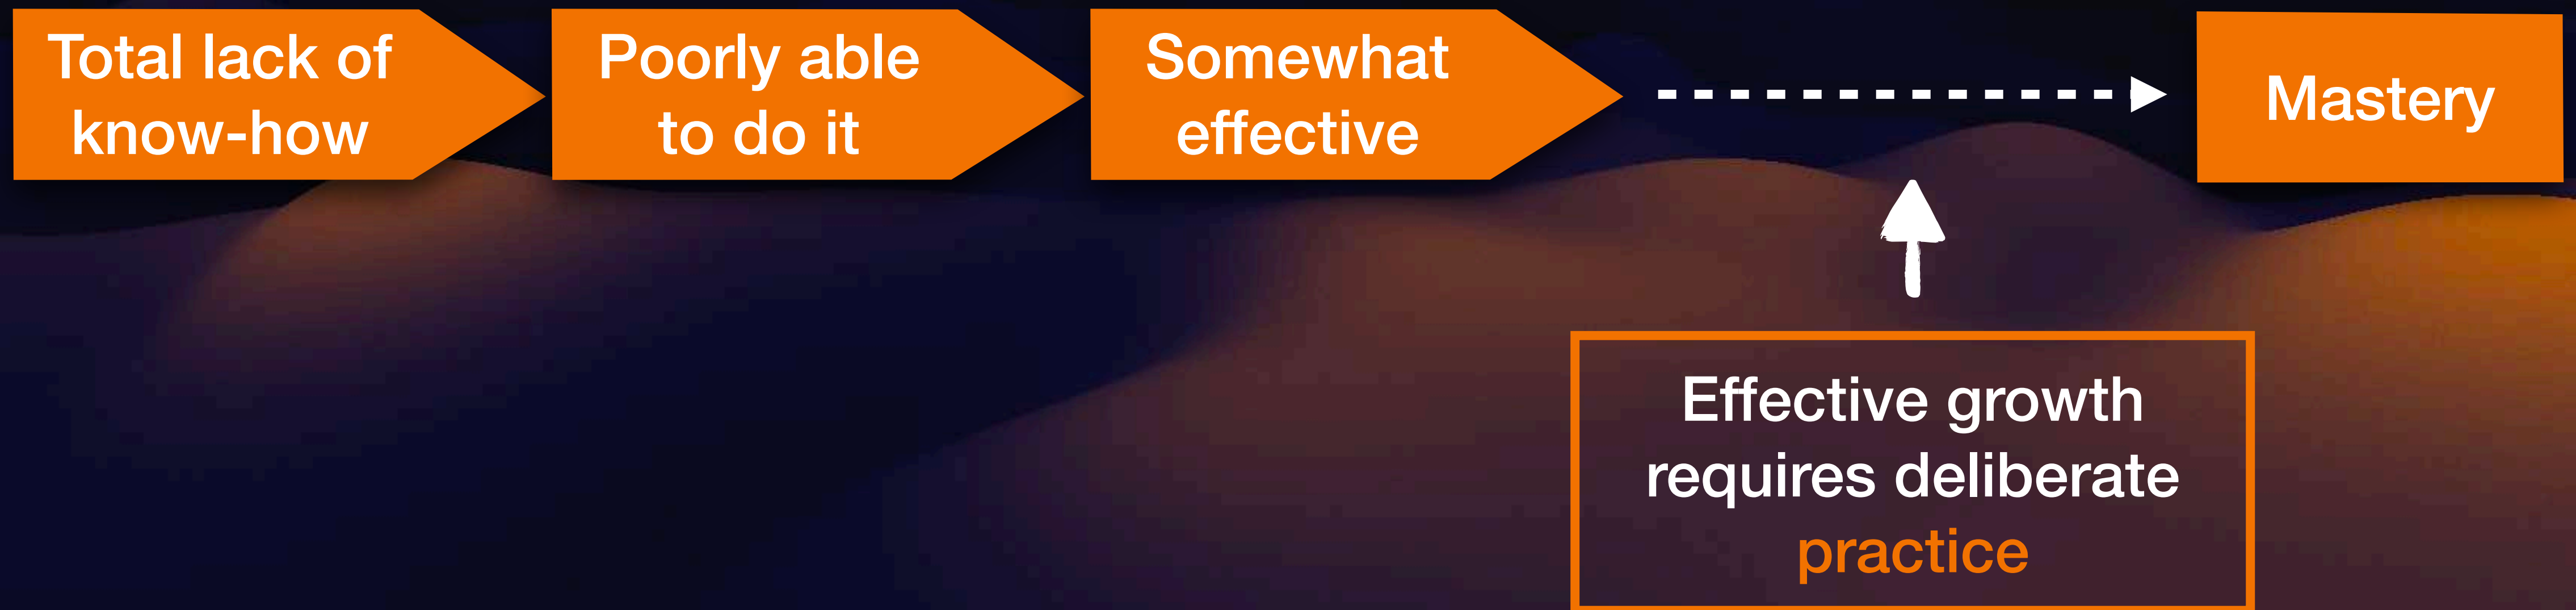 Total lack of
know-how
Poorly able
to do it
Somewhat
effective
Mastery
Effective growth
requires deliberate
practice